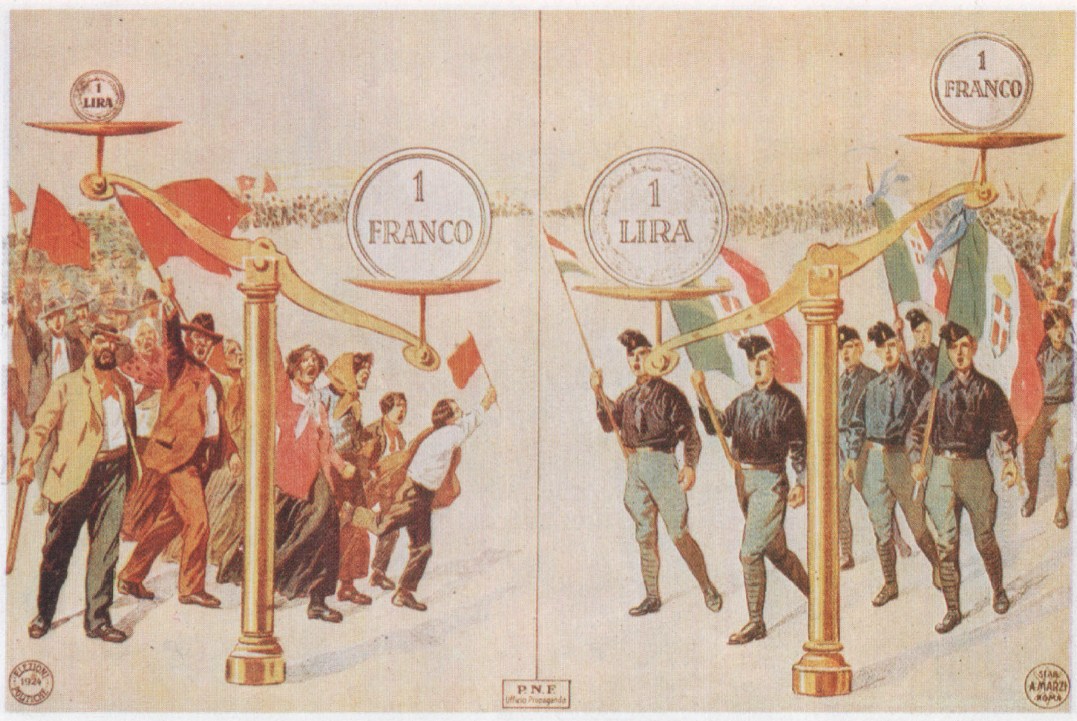 1
LIRA
1
FRANCO
1
LIRA
1
FRANCO
ELEZIONI
1924
POLITICHE
P.N.F.
Ufficio Propaganda
STAB.
A. MARZI
ROMA